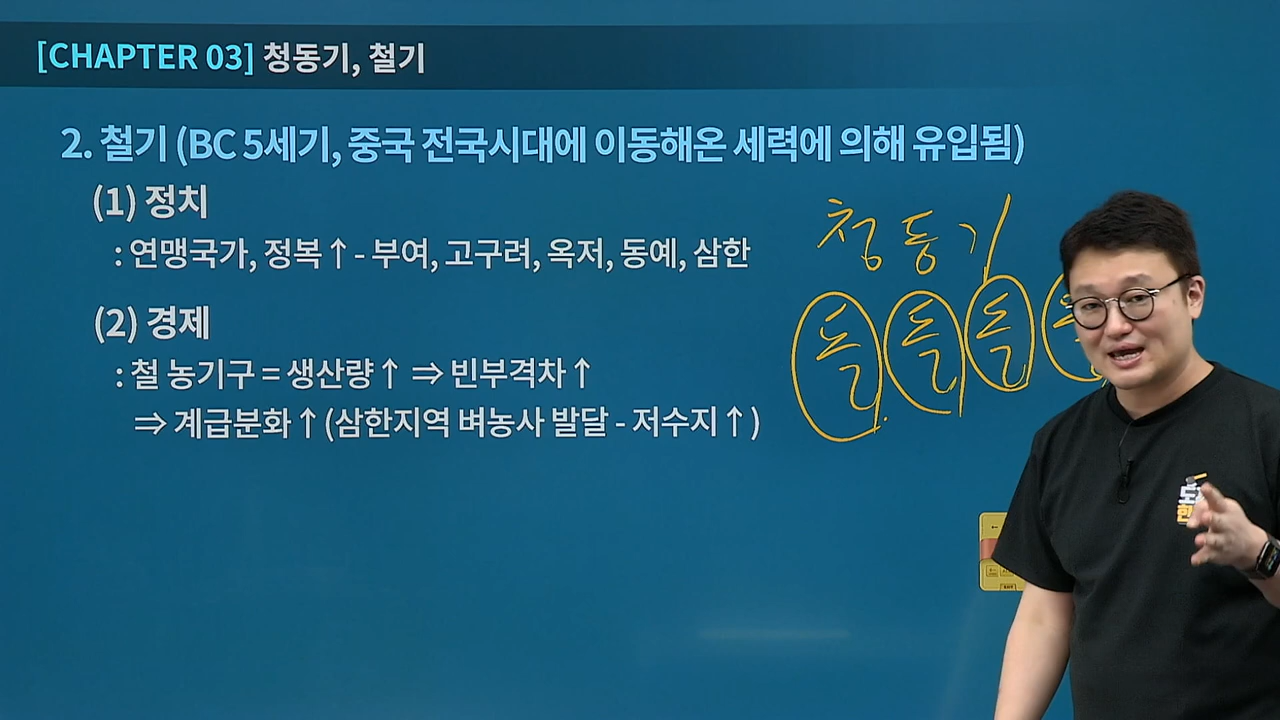 [CHAPTER 03] 청동기, 철기
2. 철기 (BC 5세기, 중국 전국시대에 이동해온 세력에 의해 유입됨)
(1) 정치
: 연맹국가, 정복↑- 부여, 고구려, 옥저, 동예, 삼한
(2) 경제
: 철 농기구 = 생산량↑ ⇒ 빈부격차↑
⇒ 계급분화↑(삼한지역 벼농사 발달 - 저수지↑)
청동기